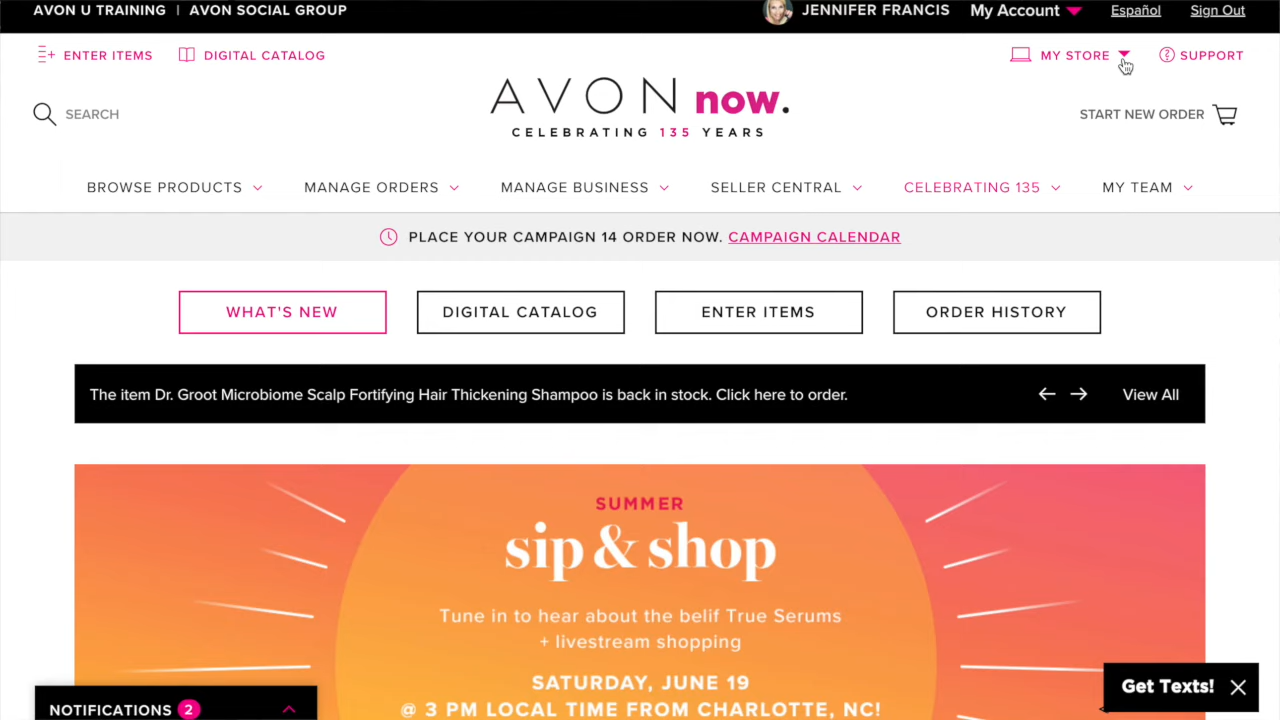 AVON U TRAINING | AVON SOCIAL GROUP
JENNIFER FRANCIS My Account Español Sign Out
ENTER ITEMS DIGITAL CATALOG
MY STORE SUPPORT
AVON now.
CELEBRATING 135 YEARS
SEARCH
START NEW ORDER
BROWSE PRODUCTS MANAGE ORDERS MANAGE BUSINESS SELLER CENTRAL CELEBRATING 135 MY TEAM
PLACE YOUR CAMPAIGN 14 ORDER NOW. CAMPAIGN CALENDAR
WHAT'S NEW DIGITAL CATALOG ENTER ITEMS ORDER HISTORY
The item Dr. Groot Microbiome Scalp Fortifying Hair Thickening Shampoo is back in stock. Click here to order. View All
SUMMER
sip & shop
Tune in to hear about the belif True Serums
+ livestream shopping
SATURDAY, JUNE 19
@ 3 PM LOCAL TIME FROM CHARLOTTE, NC!
Get Texts!
NOTIFICATIONS 2